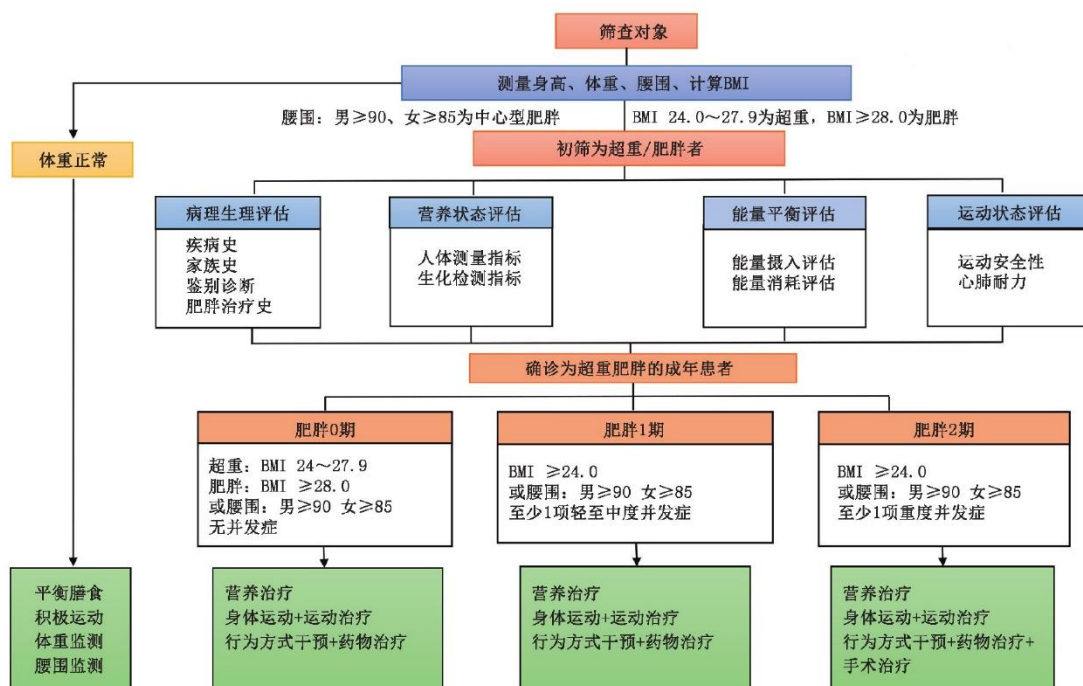 筛查对象
测量身高、体重、腰围、计算BMI
腰围：男≥90、女≥85为中心型肥胖
BMI 24.0～27.9为超重，BMI≥28.0为肥胖
体重正常
初筛为超重/肥胖者
病理生理评估
疾病史
家族史
鉴别诊断
肥胖治疗史
营养状态评估
人体测量指标
生化检测指标
能量平衡评估
能量摄入评估
能量消耗评估
运动状态评估
运动安全性
心肺耐力
确诊为超重肥胖的成年患者
肥胖0期
超重：BMI 24～27.9
肥胖：BMI ≥28.0
或腰围：男≥90 女≥85
无并发症
肥胖1期
BMI ≥24.0
或腰围：男≥90 女≥85
至少1项轻至中度并发症
肥胖2期
BMI ≥24.0
或腰围：男≥90 女≥85
至少1项重度并发症
平衡膳食
积极运动
体重监测
腰围监测
营养治疗
身体运动+运动治疗
行为方式干预+药物治疗
营养治疗
身体运动+运动治疗
行为方式干预+药物治疗
营养治疗
身体运动+运动治疗
行为方式干预+药物治疗+
手术治疗